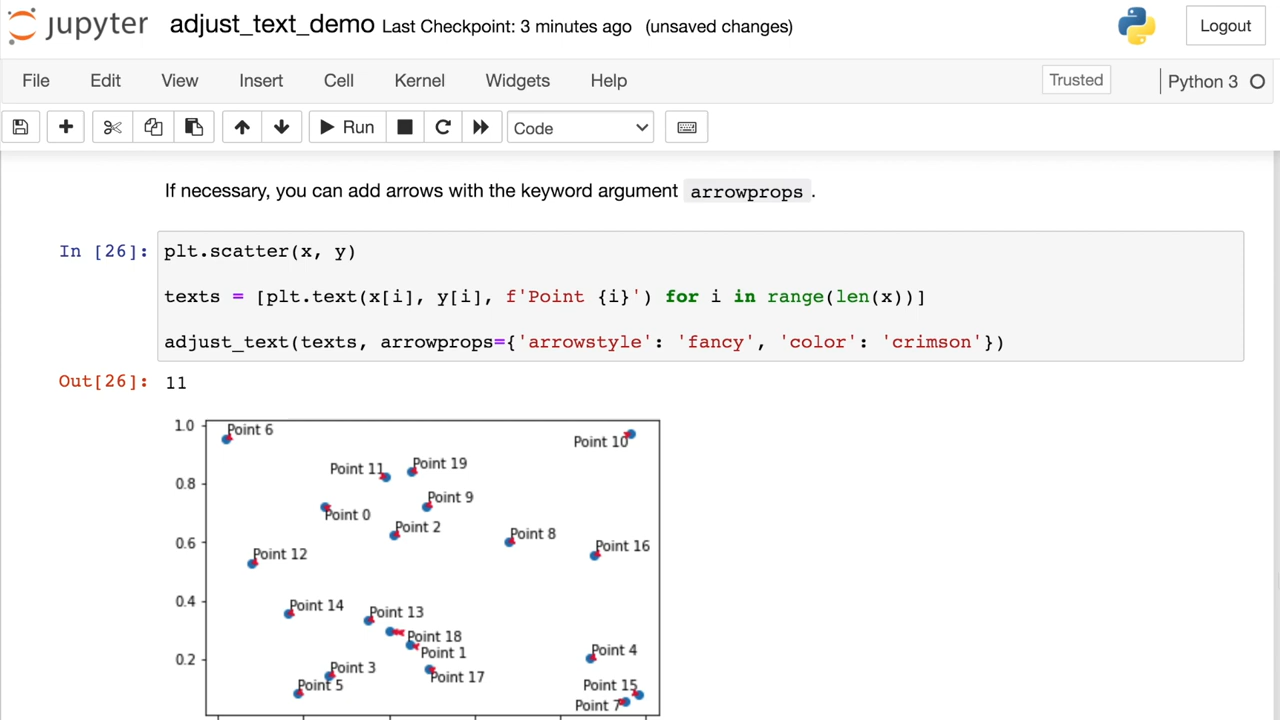 jupyter adjust_text_demo Last Checkpoint: 3 minutes ago (unsaved changes) Logout
File Edit View Insert Cell Kernel Widgets Help Trusted Python 3
Run Code
If necessary, you can add arrows with the keyword argument arrowprops .
In [26]: plt.scatter(x, y)
texts = [plt.text(x[i], y[i], f'Point {i}') for i in range(len(x))]
adjust_text(texts, arrowprops={'arrowstyle': 'fancy', 'color': 'crimson'})
Out[26]: 11
1.0
Point 6
Point 10
Point 19
Point 11
0.8
Point 9
Point 0
Point 2
Point 8
0.6
Point 16
Point 12
0.4
Point 14
Point 13
Point 18
Point 4
Point 1
0.2
Point 3
Point 17
Point 5
Point 15
Point 7